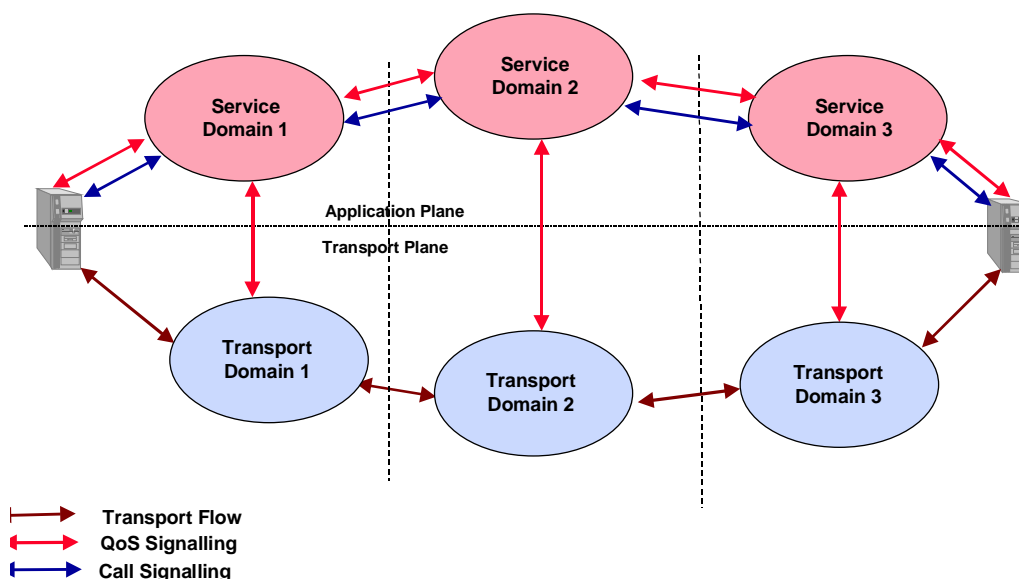 Service
Domain 1
Service
Domain 2
Service
Domain 3
Application Plane
Transport Plane
Transport
Domain 1
Transport
Domain 2
Transport
Domain 3
Transport Flow
QoS Signalling
Call Signalling